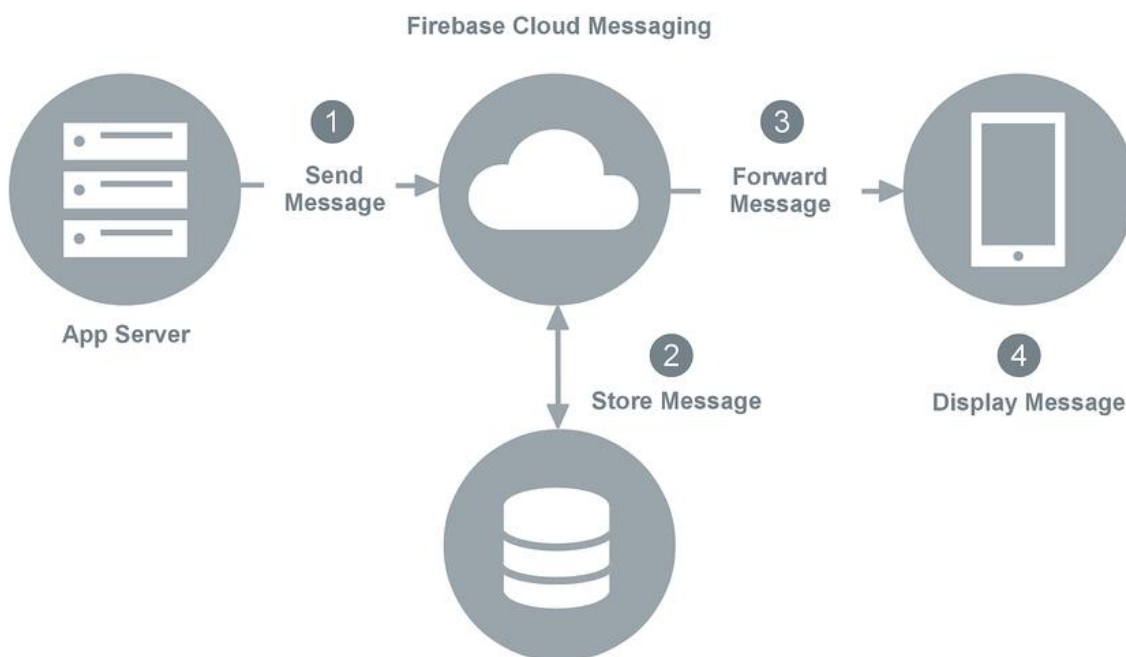 Firebase Cloud Messaging
1
Send
Message
3
Forward
Message
App Server
2
Store Message
4
Display Message